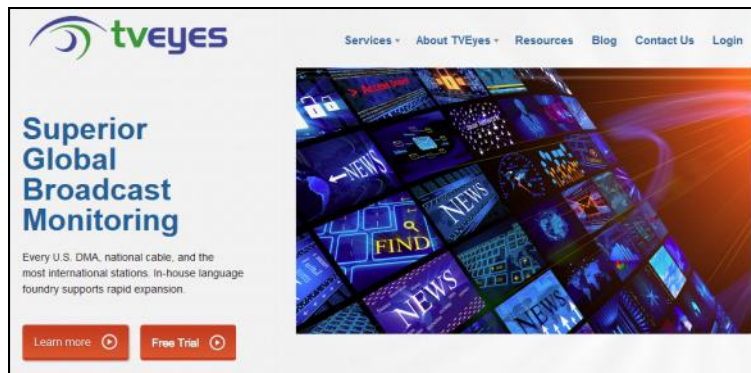 tveyes
Services About TVEyes Resources Blog Contact Us Login
Superior
Global
Broadcast
Monitoring
Every U.S. DMA, national cable, and the
most international stations. In-house language
foundry supports rapid expansion.
Learn more Free Trial
NEWS
NEWS
NEWS
FIND
NEWS
NEWS